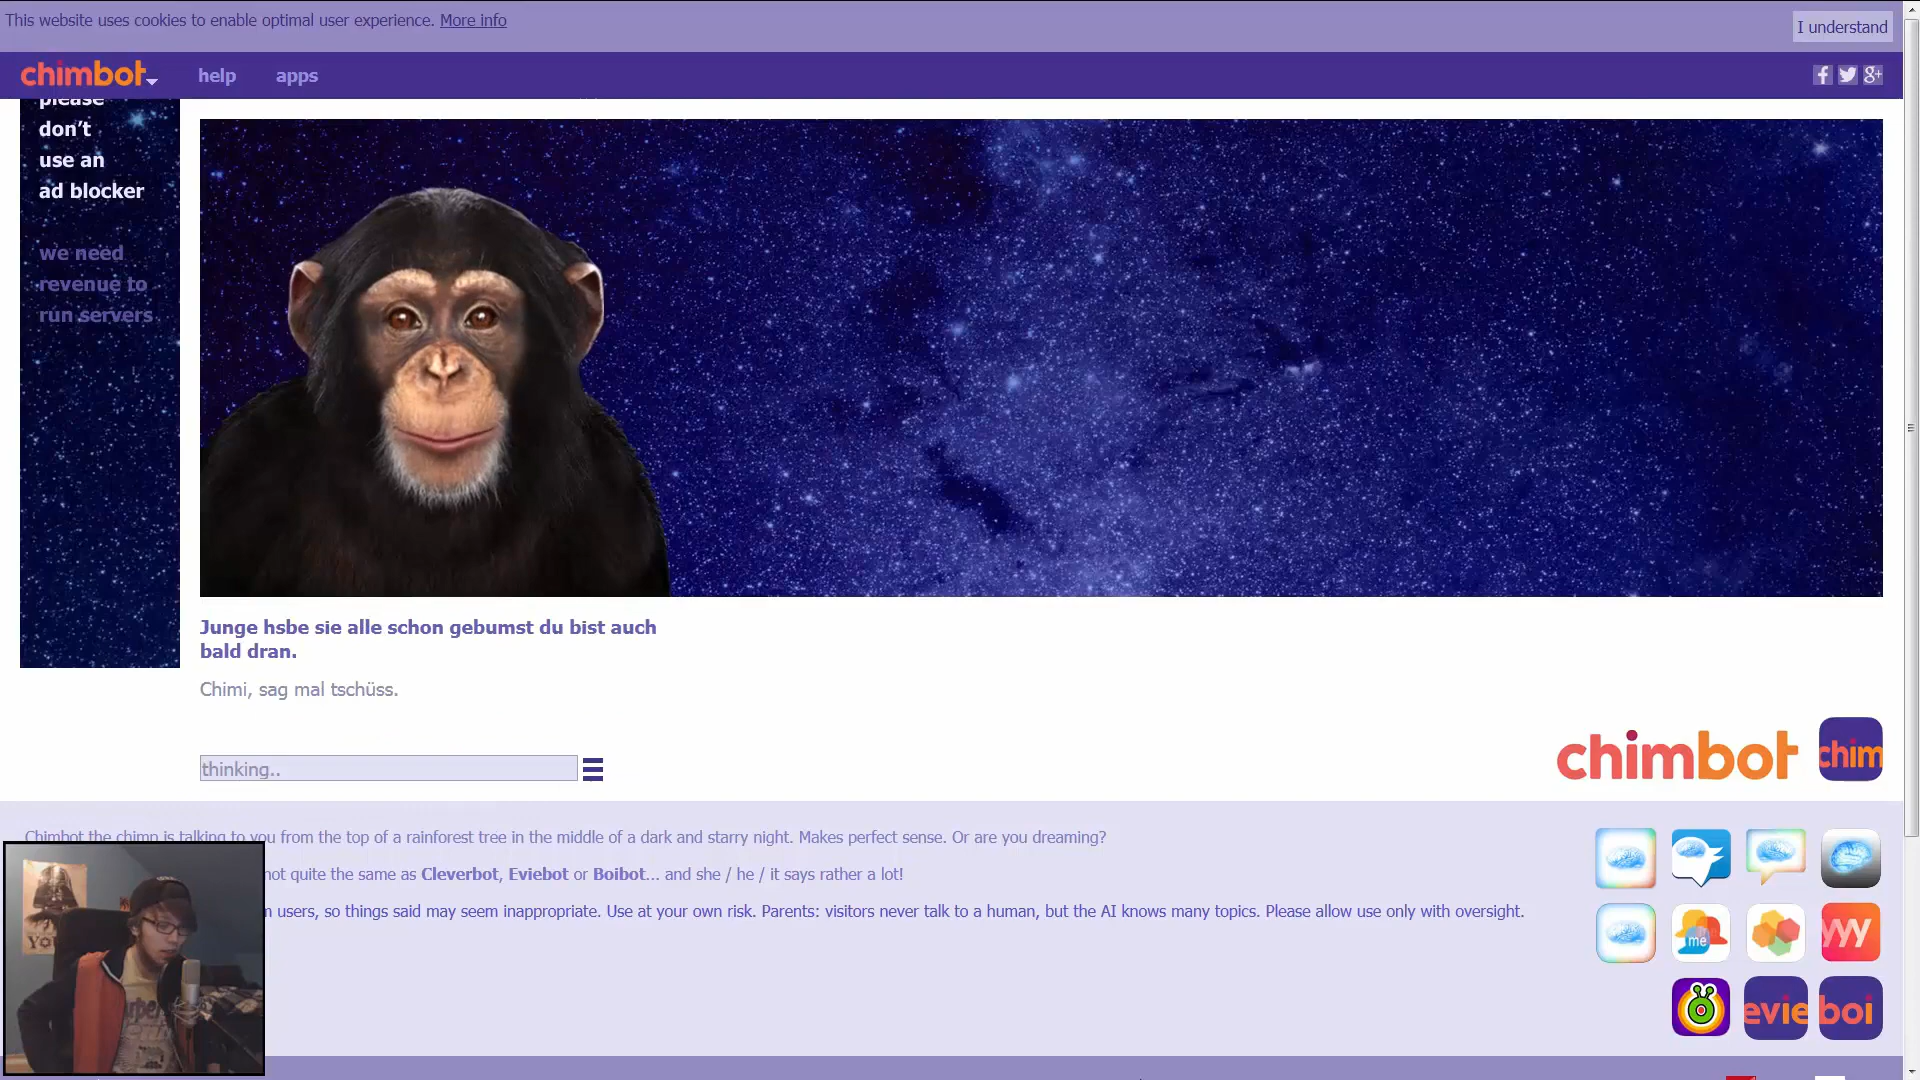 This website uses cookies to enable optimal user experience. More info
I understand
chimbot
help
apps
please
don't
use an
ad blocker
we need
revenue to
run servers
Junge hsbe sie alle schon gebumst du bist auch
bald dran.
Chimi, sag mal tschüss.
thinking..
chimbot
chim
Chimbot the chimp is talking to you from the top of a rainforest tree in the middle of a dark and starry night. Makes perfect sense. Or are you dreaming?
not quite the same as Cleverbot, Eviebot or Boibot... and she / he / it says rather a lot!
users, so things said may seem inappropriate. Use at your own risk. Parents: visitors never talk to a human, but the AI knows many topics. Please allow use only with oversight.
me
yyy
evie
boi